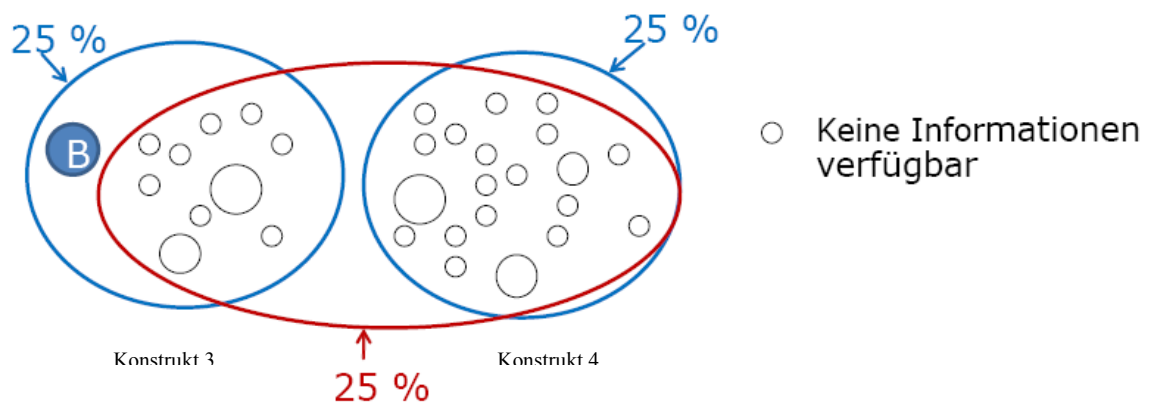 25 %
25 %
B
Keine Informationen
verfügbar
Konstrukt 3
Konstrukt 4
25 %